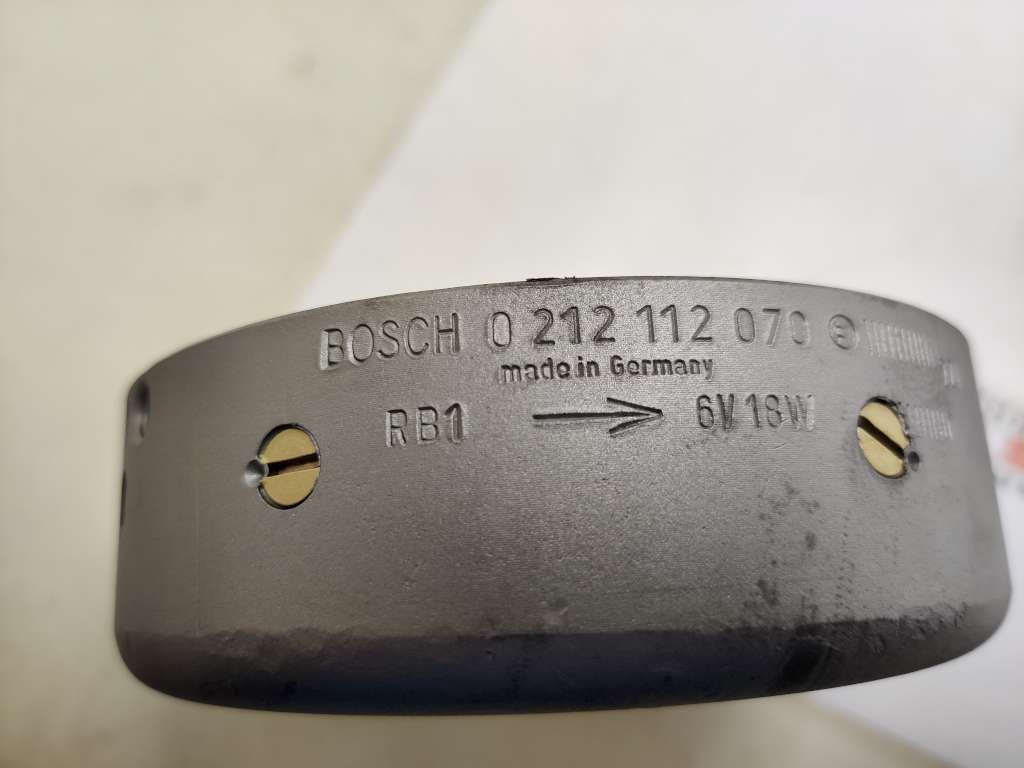 BOSCH 0 212 112 070
made in Germany
RB1 → 6V 18W